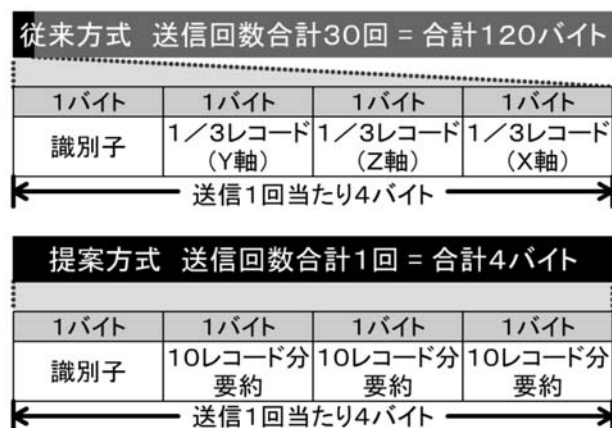 従来方式 送信回数合計30回 = 合計120バイト
1バイト 1バイト 1バイト 1バイト
識別子 1／3レコード 1／3レコード 1／3レコード
(Y軸) (Z軸) (X軸)
送信1回当たり4バイト
提案方式 送信回数合計1回 = 合計4バイト
1バイト 1バイト 1バイト 1バイト
識別子 10レコード分 10レコード分 10レコード分
要約 要約 要約
送信1回当たり4バイト